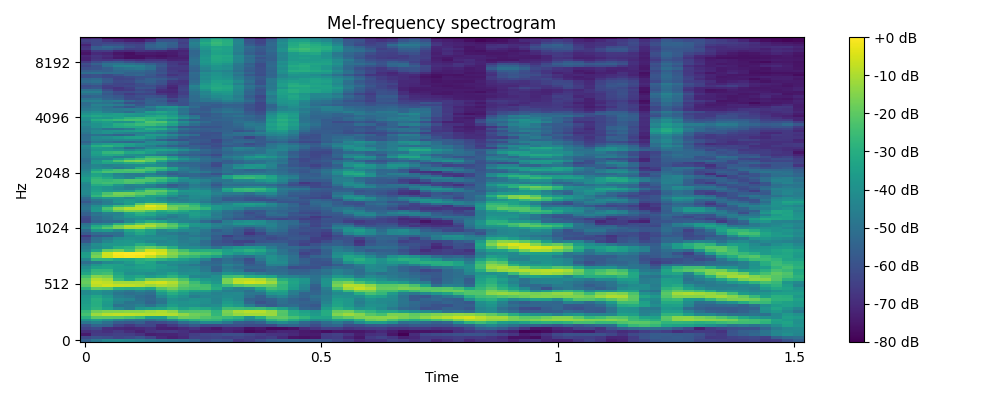 Mel-frequency spectrogram
Hz
8192
4096
2048
1024
512
0
0
0.5
1
1.5
Time
+0 dB
-10 dB
-20 dB
-30 dB
-40 dB
-50 dB
-60 dB
-70 dB
-80 dB